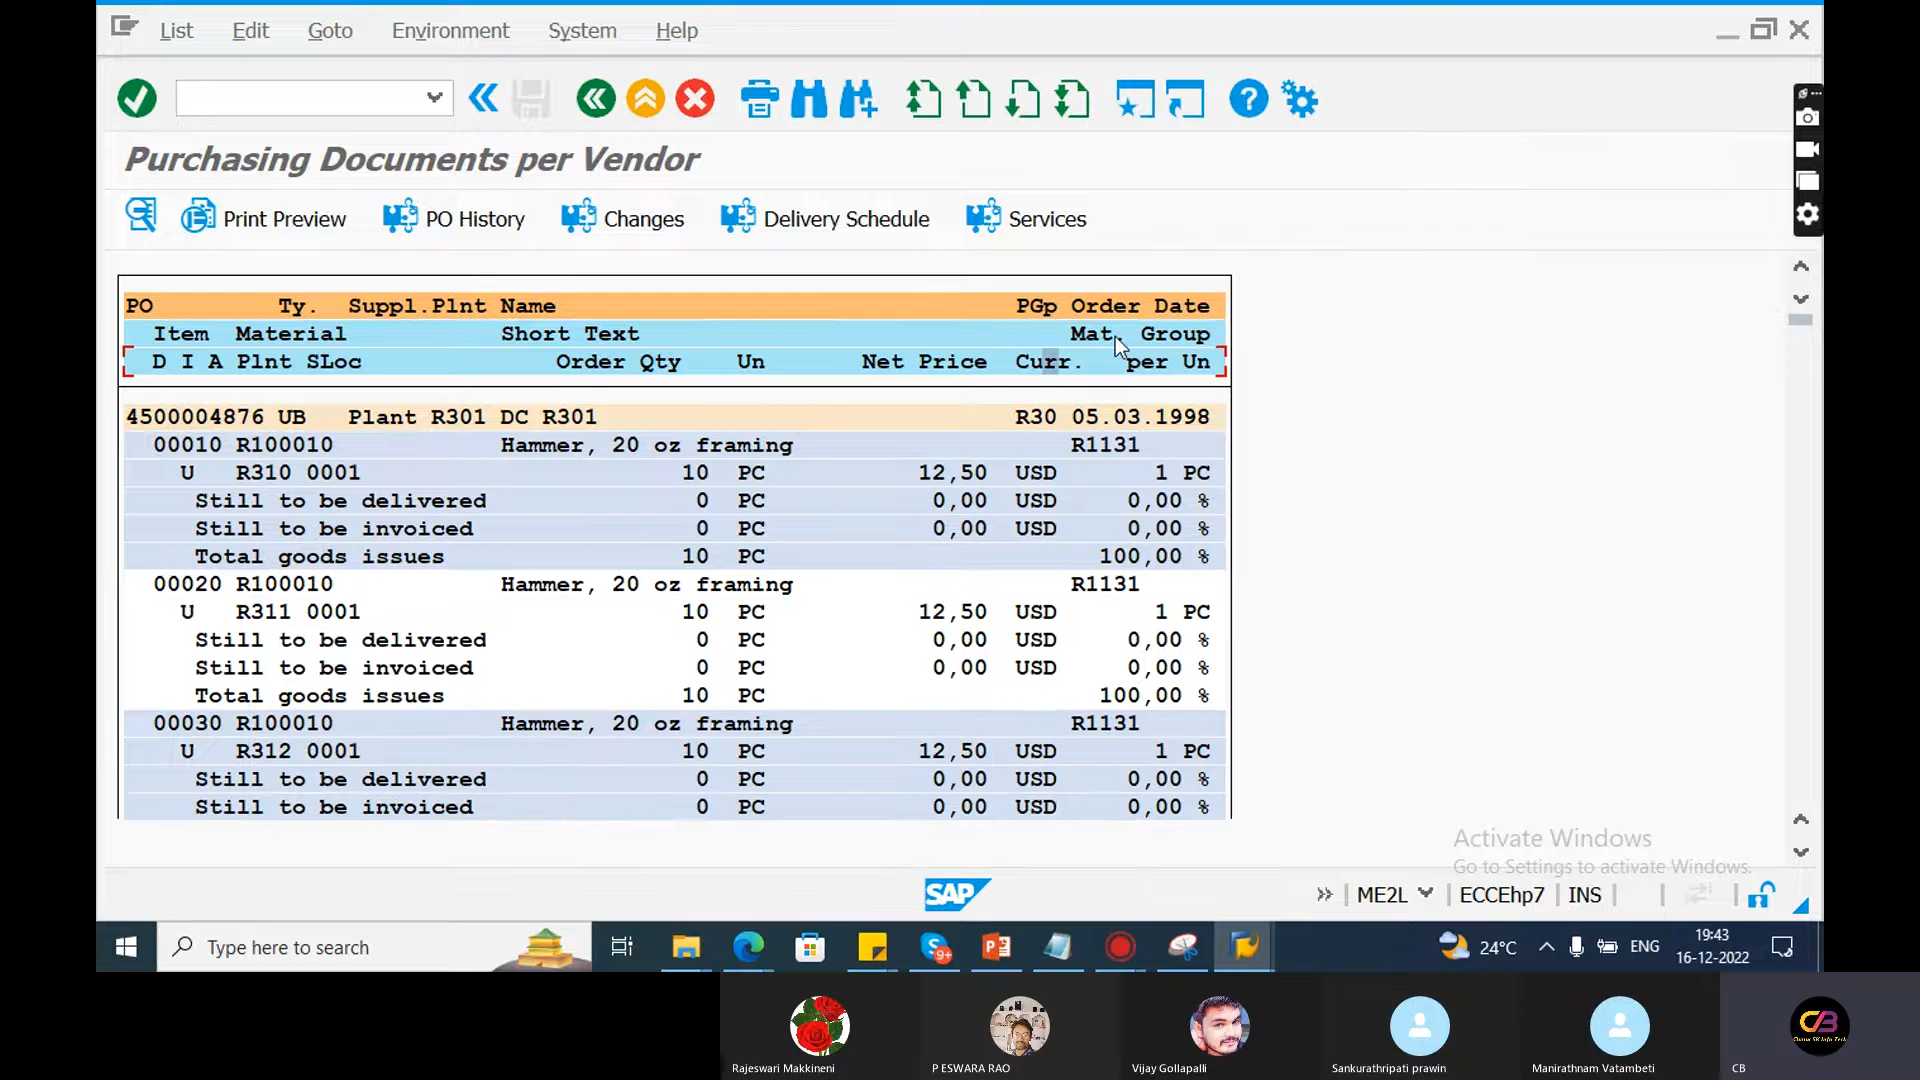 List Edit Goto Environment System Help
Purchasing Documents per Vendor
Print Preview PO History Changes Delivery Schedule Services
PO Ty. Suppl.Plnt Name PGp Order Date
Item Material Short Text Mat. Group
D I A Plnt SLoc Order Qty Un Net Price Curr. per Un
4500004876 UB Plant R301 DC R301 R30 05.03.1998
00010 R100010 Hammer, 20 oz framing R1131
U R310 0001 10 PC 12,50 USD 1 PC
Still to be delivered 0 PC 0,00 USD 0,00 %
Still to be invoiced 0 PC 0,00 USD 0,00 %
Total goods issues 10 PC 100,00 %
00020 R100010 Hammer, 20 oz framing R1131
U R311 0001 10 PC 12,50 USD 1 PC
Still to be delivered 0 PC 0,00 USD 0,00 %
Still to be invoiced 0 PC 0,00 USD 0,00 %
Total goods issues 10 PC 100,00 %
00030 R100010 Hammer, 20 oz framing R1131
U R312 0001 10 PC 12,50 USD 1 PC
Still to be delivered 0 PC 0,00 USD 0,00 %
Still to be invoiced 0 PC 0,00 USD 0,00 %
Activate Windows
Go to Settings to activate Windows.
SAP
ME2L ECCEhp7 INS
Type here to search
9+
24°C ENG
19:43
16-12-2022
Rajeswari Makkineni P ESWARA RAO Vijay Gollapalli Sankurathripati prawin Manirathnam Vatambeti CB